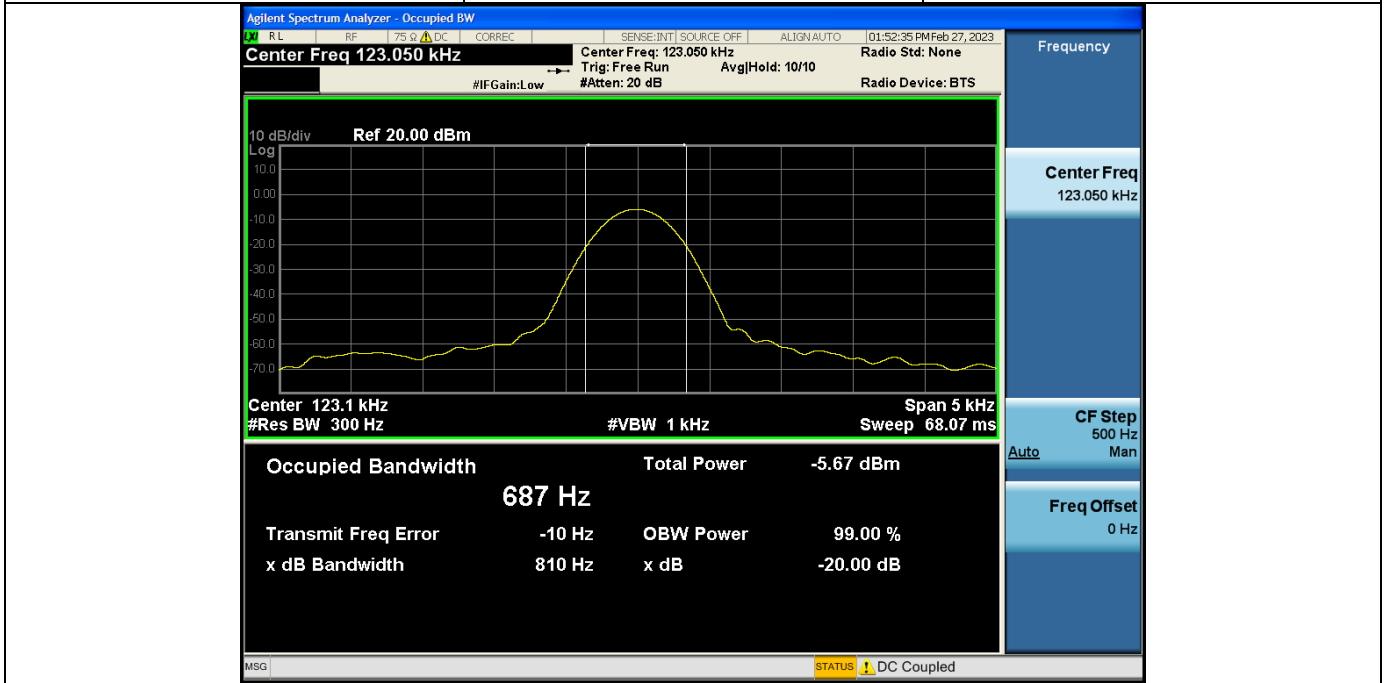 Agilent Spectrum Analyzer - Occupied BW
LXI RL RF 75 Ω DC CORREC SENSE:INT SOURCE OFF ALIGN AUTO 01:52:35 PM Feb 27, 2023
Center Freq 123.050 kHz
Center Freq: 123.050 kHz Radio Std: None
Trig: Free Run Avg|Hold: 10/10
#IFGain:Low #Atten: 20 dB Radio Device: BTS
10 dB/div Ref 20.00 dBm
Log
10.0
0.00
-10.0
-20.0
-30.0
-40.0
-50.0
-60.0
-70.0
Center 123.1 kHz Span 5 kHz
#Res BW 300 Hz #VBW 1 kHz Sweep 68.07 ms
Occupied Bandwidth Total Power -5.67 dBm
687 Hz
Transmit Freq Error -10 Hz OBW Power 99.00 %
x dB Bandwidth 810 Hz x dB -20.00 dB
MSG STATUS DC Coupled
Frequency
Center Freq
123.050 kHz
CF Step
500 Hz
Auto Man
Freq Offset
0 Hz